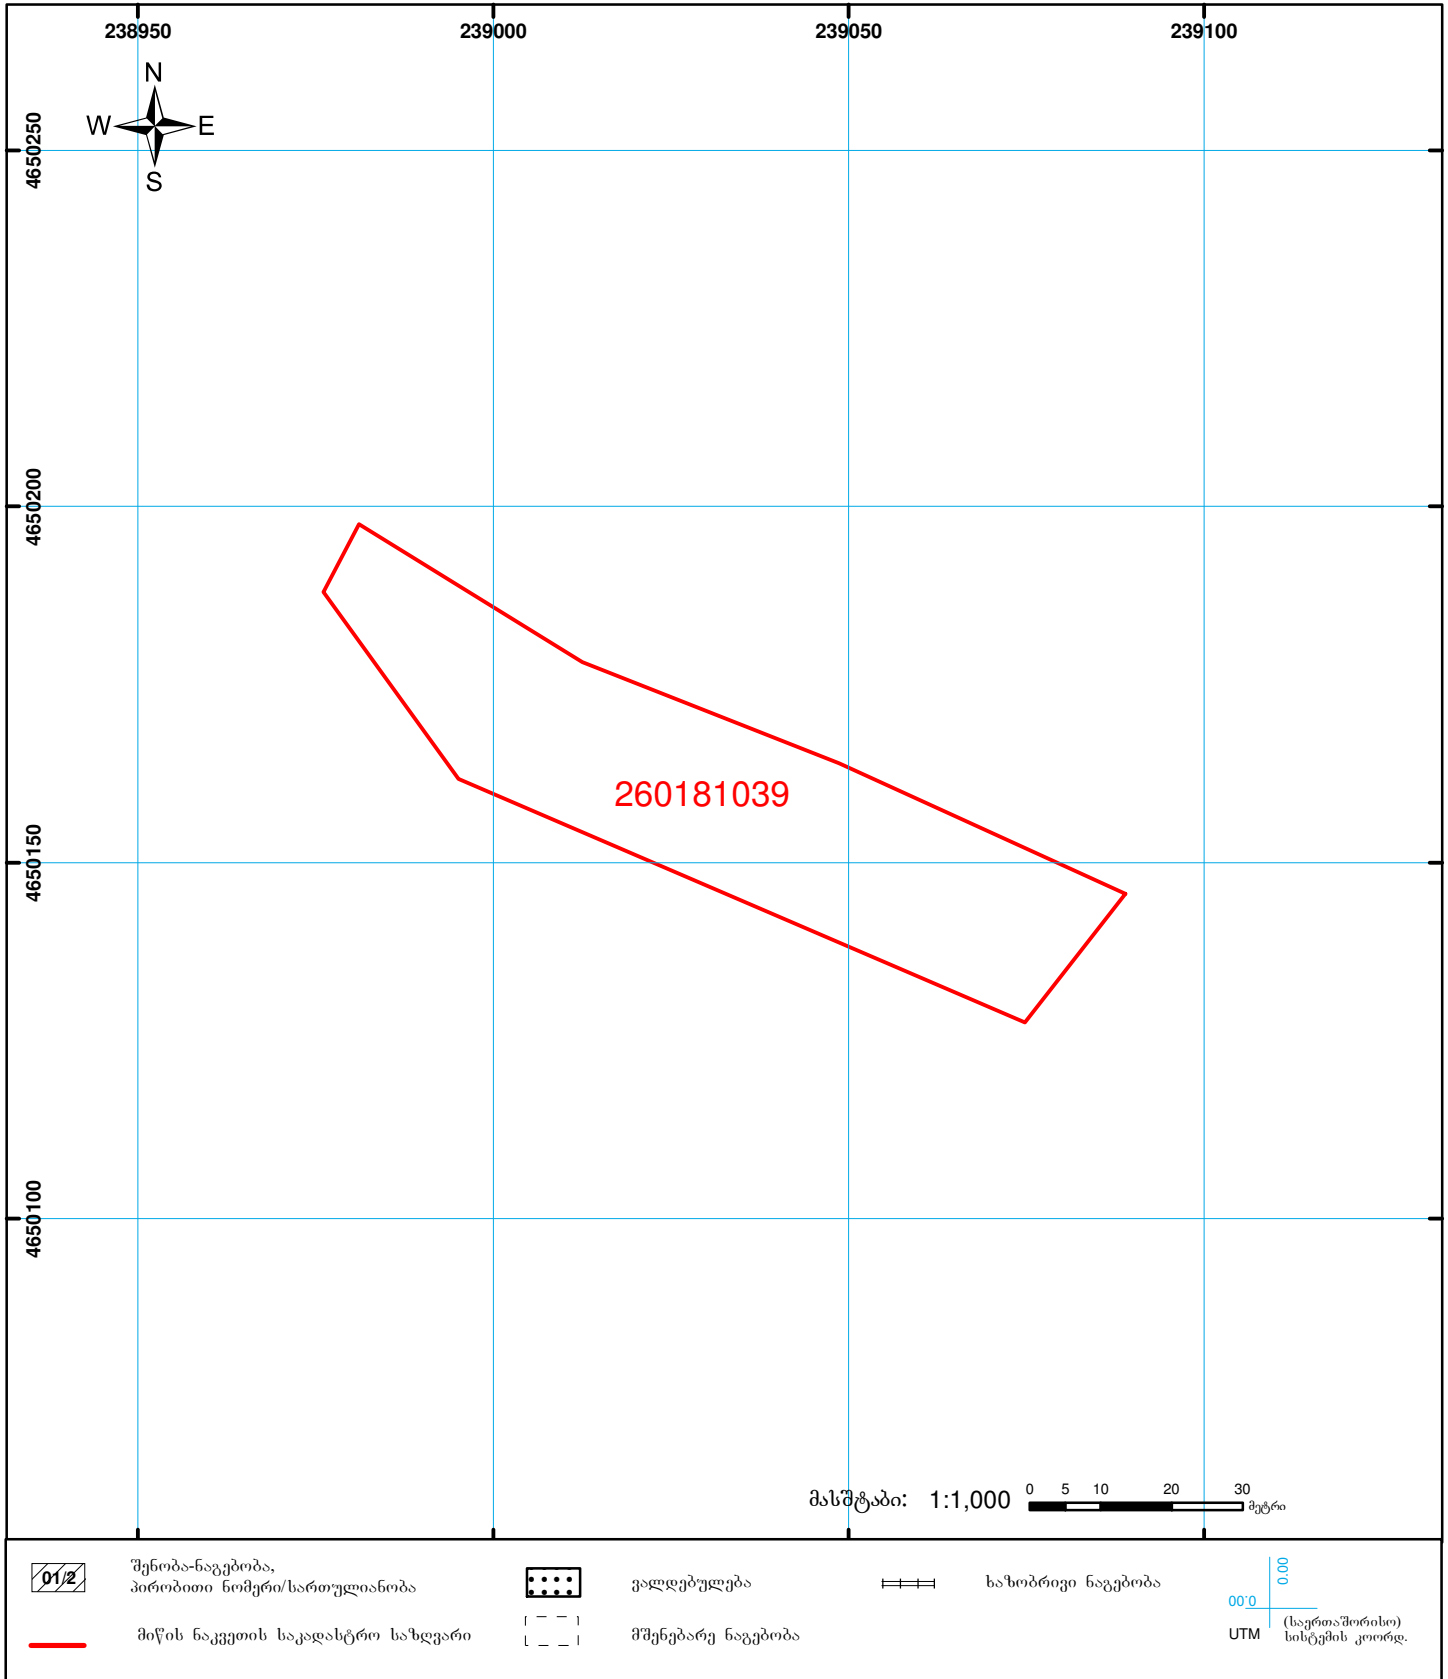 238950
239000
239050
239100
N
W
E
S
4650250
4650200
4650150
4650100
260181039
მასშტაბი: 1:1,000
0 5 10 20 30
მეტრი
01/2
შენობა-ნაგებობა,
პირობითი ნომერი/სართულიანობა
ვალდებულება
ხაზობრივი ნაგებობა
მიწის ნაკვეთის საკადასტრო საზღვარი
მშენებარე ნაგებობა
00'0
00'0
UTM
(საერთაშორისო)
სისტემის კოორდ.